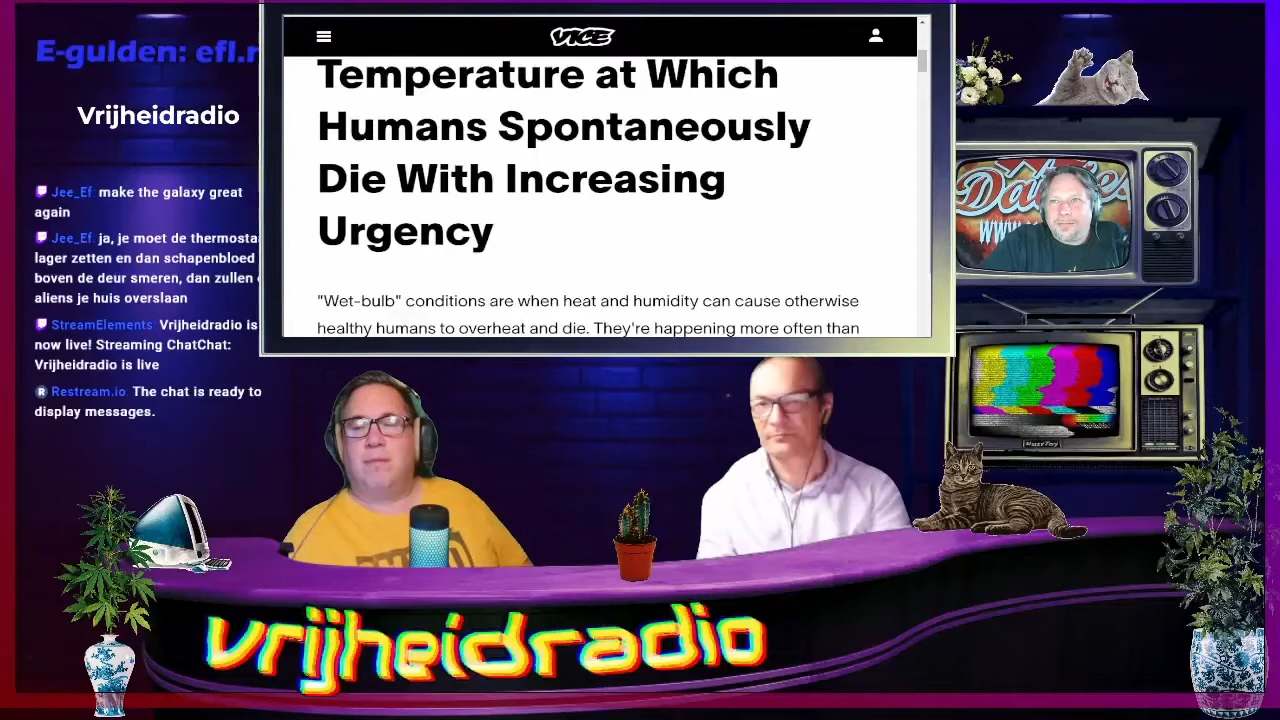 E-gulden: efl.n
Vrijheidradio
Jee_Ef: make the galaxy great
again
Jee_Ef: ja, je moet de thermosta
lager zetten en dan schapenbloed
boven de deur smeren, dan zullen
aliens je huis overslaan
StreamElements: Vrijheidradio is
now live! Streaming ChatChat:
Vrijheidradio is live
Restream.io The chat is ready to
display messages.
VICE
Temperature at Which
Humans Spontaneously
Die With Increasing
Urgency
"Wet-bulb" conditions are when heat and humidity can cause otherwise
healthy humans to overheat and die. They're happening more often than
vrijheidradio